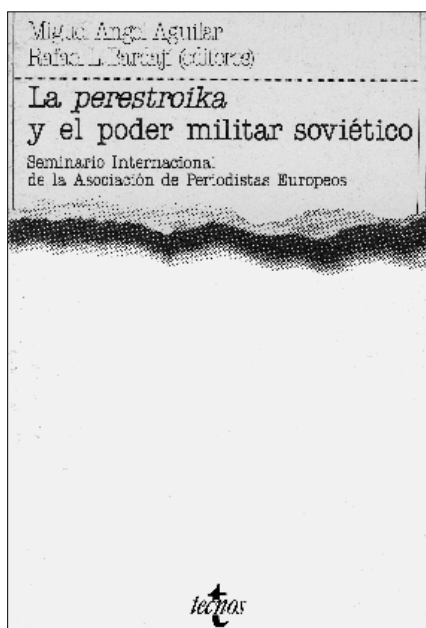 Miguel Angel Aguilar
Rafael L. Bardají (editores)
La perestroika
y el poder militar soviético
Seminario Internacional
de la Asociación de Periodistas Europeos
tecnos